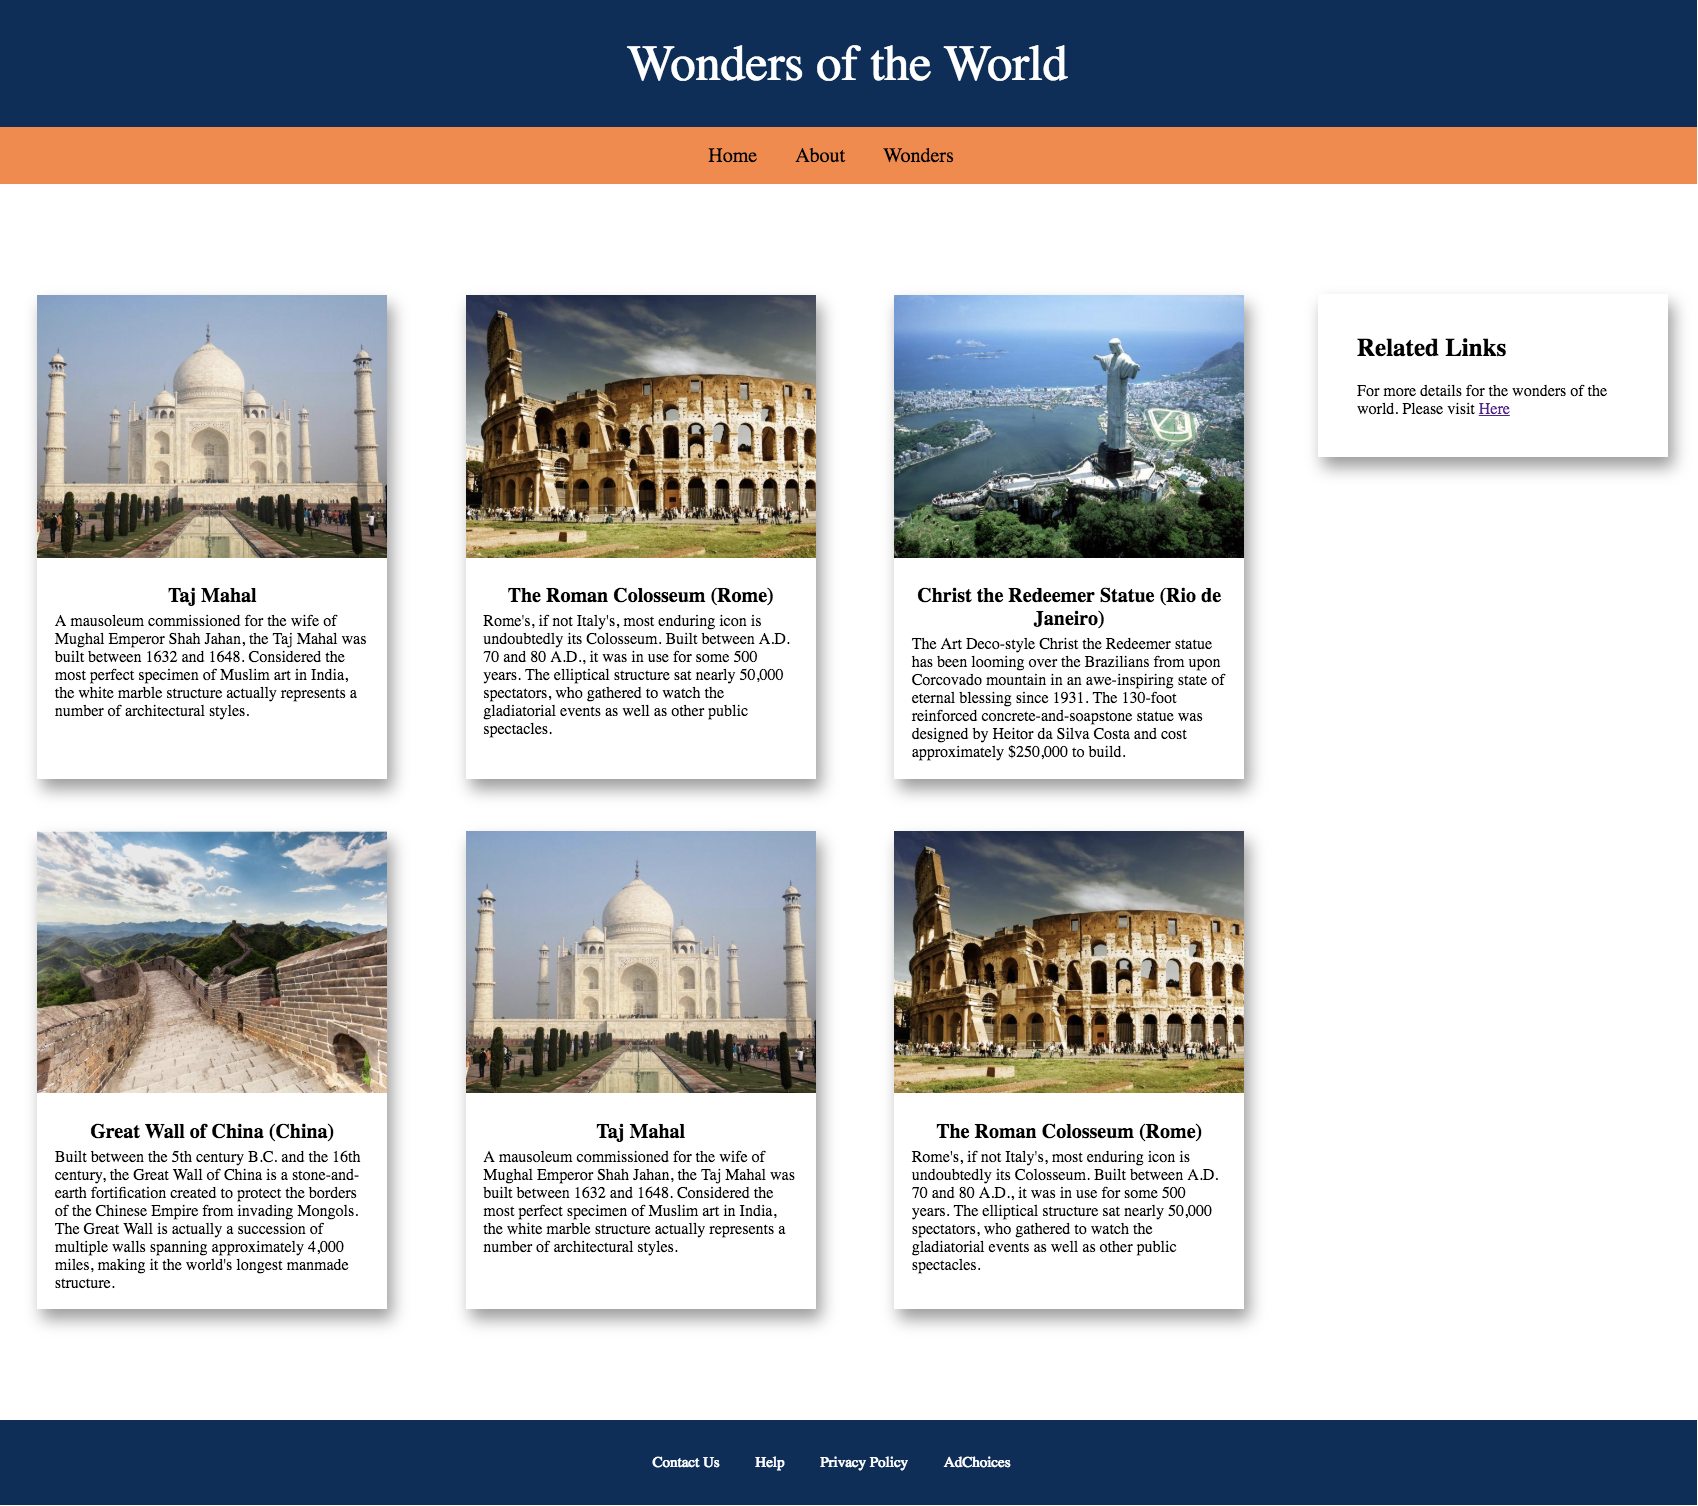 Wonders of the World
Home About Wonders
Taj Mahal
A mausoleum commissioned for the wife of
Mughal Emperor Shah Jahan, the Taj Mahal was
built between 1632 and 1648. Considered the
most perfect specimen of Muslim art in India,
the white marble structure actually represents a
number of architectural styles.
The Roman Colosseum (Rome)
Rome's, if not Italy's, most enduring icon is
undoubtedly its Colosseum. Built between A.D.
70 and 80 A.D., it was in use for some 500
years. The elliptical structure sat nearly 50,000
spectators, who gathered to watch the
gladiatorial events as well as other public
spectacles.
Christ the Redeemer Statue (Rio de
Janeiro)
The Art Deco-style Christ the Redeemer statue
has been looming over the Brazilians from upon
Corcovado mountain in an awe-inspiring state of
eternal blessing since 1931. The 130-foot
reinforced concrete-and-soapstone statue was
designed by Heitor da Silva Costa and cost
approximately $250,000 to build.
Related Links
For more details for the wonders of the
world. Please visit Here
Great Wall of China (China)
Built between the 5th century B.C. and the 16th
century, the Great Wall of China is a stone-and-
earth fortification created to protect the borders
of the Chinese Empire from invading Mongols.
The Great Wall is actually a succession of
multiple walls spanning approximately 4,000
miles, making it the world's longest manmade
structure.
Taj Mahal
A mausoleum commissioned for the wife of
Mughal Emperor Shah Jahan, the Taj Mahal was
built between 1632 and 1648. Considered the
most perfect specimen of Muslim art in India,
the white marble structure actually represents a
number of architectural styles.
The Roman Colosseum (Rome)
Rome's, if not Italy's, most enduring icon is
undoubtedly its Colosseum. Built between A.D.
70 and 80 A.D., it was in use for some 500
years. The elliptical structure sat nearly 50,000
spectators, who gathered to watch the
gladiatorial events as well as other public
spectacles.
Contact Us Help Privacy Policy AdChoices